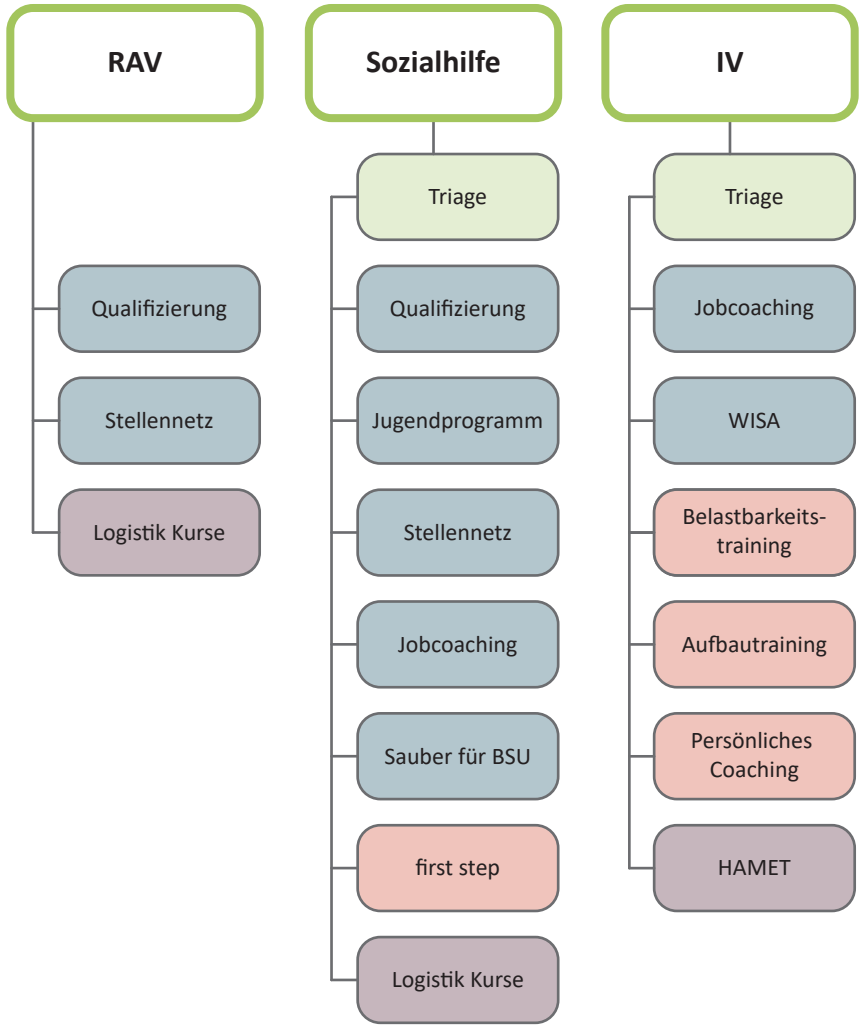 RAV
Qualifizierung
Stellennetz
Logistik Kurse
Sozialhilfe
Triage
Qualifizierung
Jugendprogramm
Stellennetz
Jobcoaching
Sauber für BSU
first step
Logistik Kurse
IV
Triage
Jobcoaching
WISA
Belastbarkeits-
training
Aufbautraining
Persönliches
Coaching
HAMET